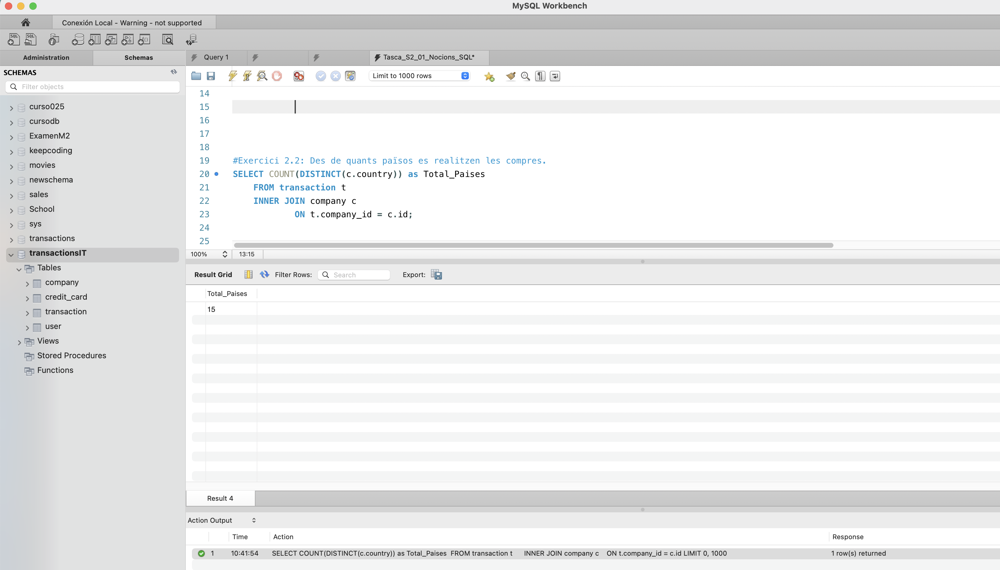 MySQL Workbench
Conexión Local - Warning - not supported
SQL SQL
Administration Schemas
Query 1
Tasca_S2_01_Nocions_SQL*
SCHEMAS
Filter objects
Limit to 1000 rows
curso025
cursodb
ExamenM2
keepcoding
movies
newschema
sales
School
sys
transactions
transactionsIT
Tables
company
credit_card
transaction
user
Views
Stored Procedures
Functions
14
15
16
17
18
19 #Exercici 2.2: Des de quants països es realitzen les compres.
20 SELECT COUNT(DISTINCT(c.country)) as Total_Paises
21 FROM transaction t
22 INNER JOIN company c
23 ON t.company_id = c.id;
24
25
100% 13:15
Result Grid Filter Rows: Search Export:
Total_Paises
15
Result 4
Action Output
Time Action Response
1 10:41:54 SELECT COUNT(DISTINCT(c.country)) as Total_Paises FROM transaction t INNER JOIN company c ON t.company_id = c.id LIMIT 0, 1000 1 row(s) returned